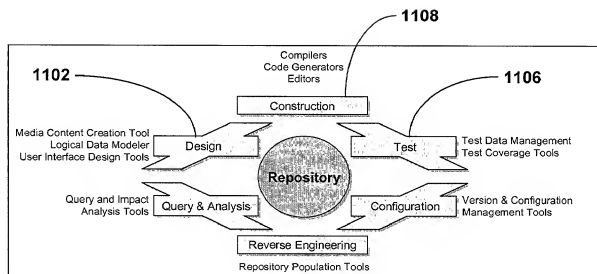 1108
Compilers
Code Generators
Editors
1102
1106
Construction
Media Content Creation Tool
Logical Data Modeler
User Interface Design Tools
Design
Test
Test Data Management
Test Coverage Tools
Repository
Query and Impact
Analysis Tools
Query & Analysis
Configuration
Version & Configuration
Management Tools
Reverse Engineering
Repository Population Tools